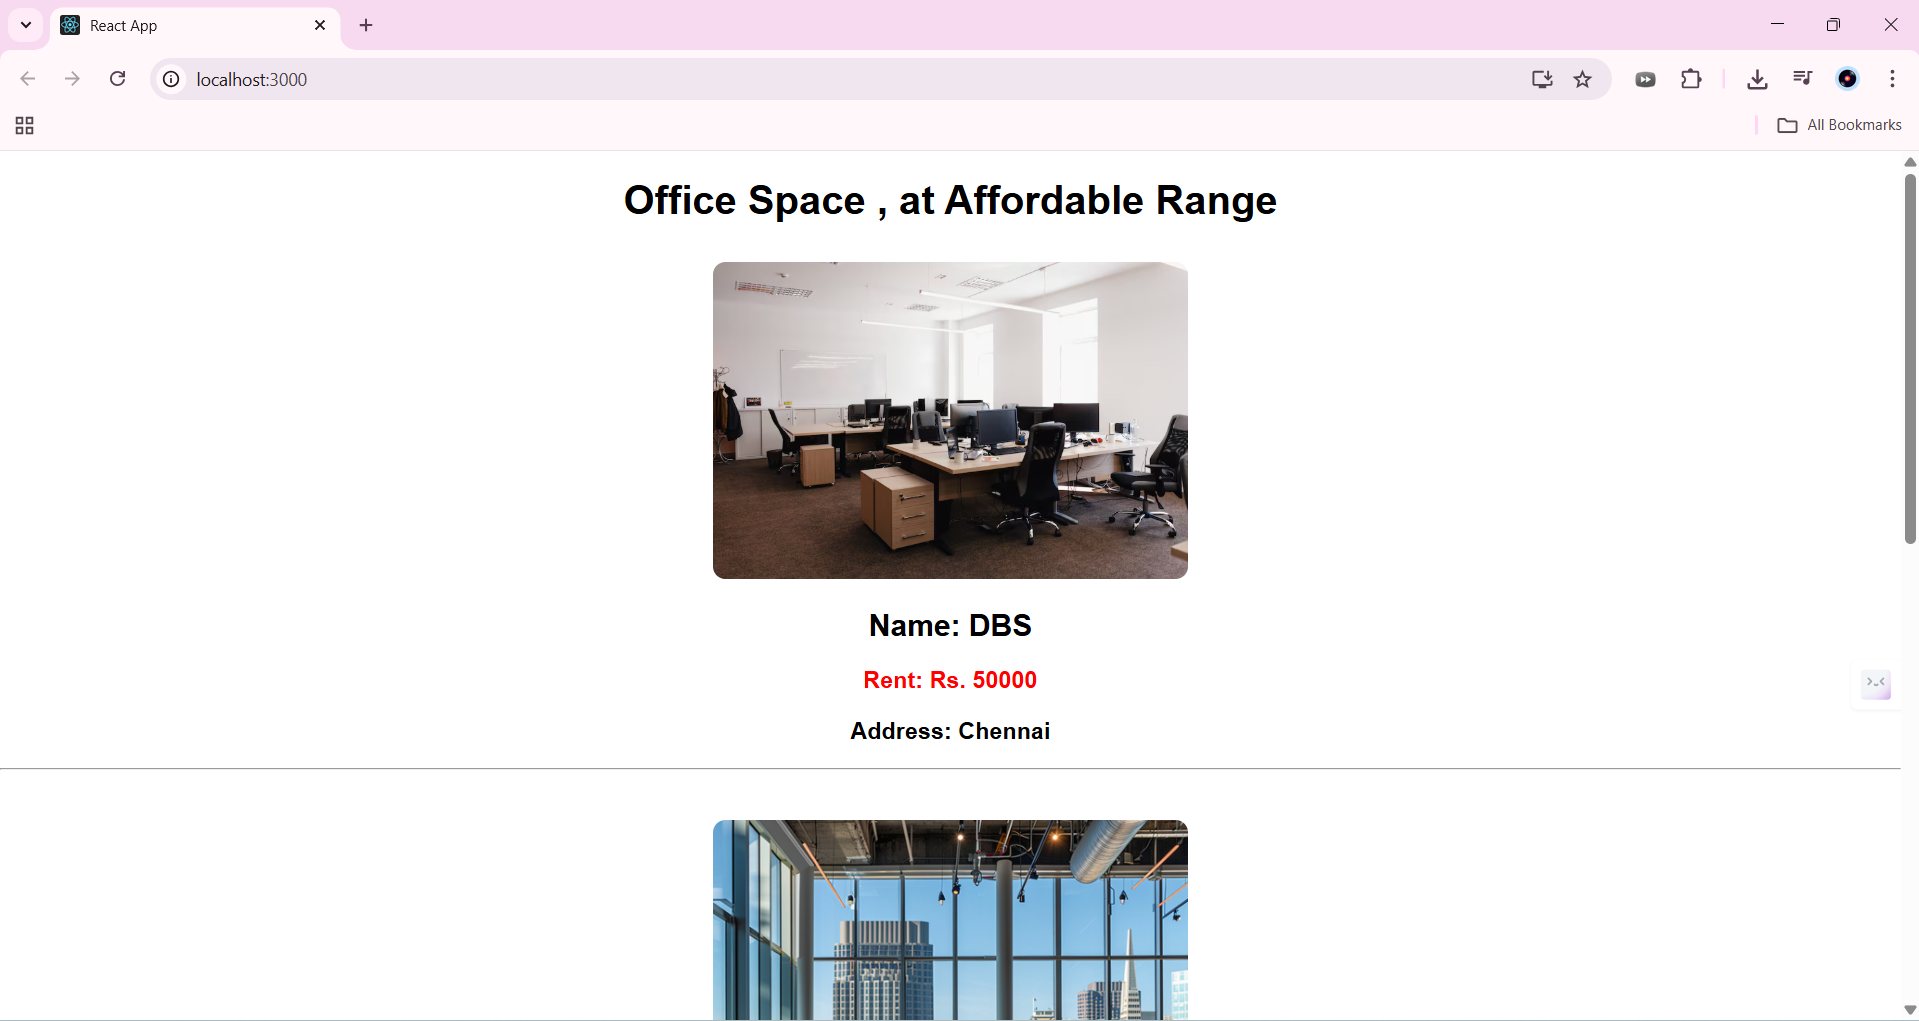 React App
localhost:3000
All Bookmarks
Office Space , at Affordable Range
Name: DBS
Rent: Rs. 50000
Address: Chennai